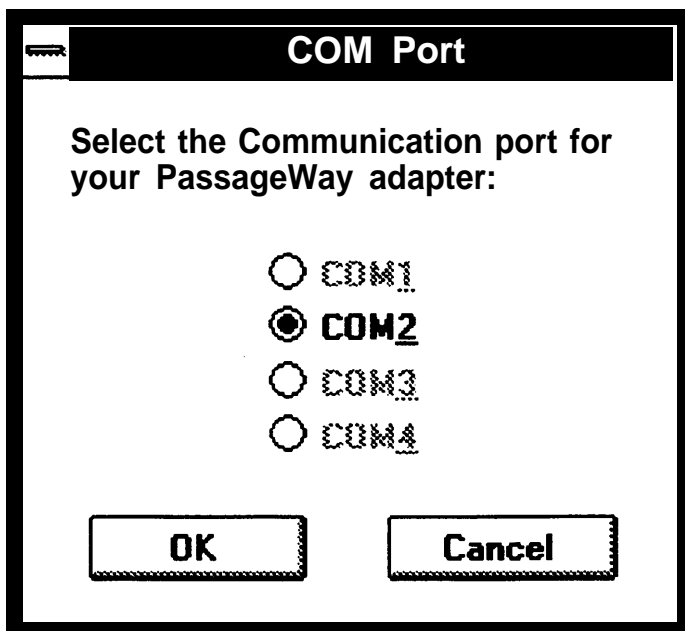 COM Port
Select the Communication port for
your PassageWay adapter:
COM1
COM2
COM3
COM4
OK
Cancel